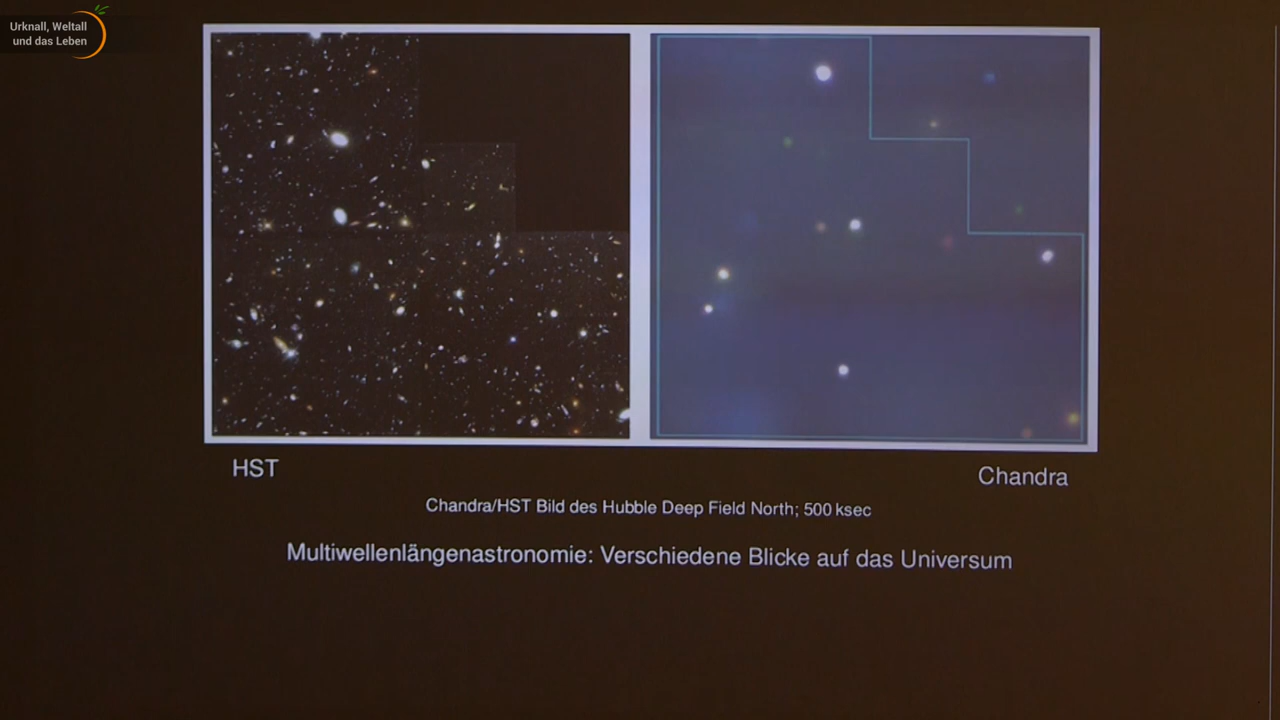 Urknall, Weltall
und das Leben
HST
Chandra
Chandra/HST Bild des Hubble Deep Field North; 500 ksec
Multiwellenlängenastronomie: Verschiedene Blicke auf das Universum